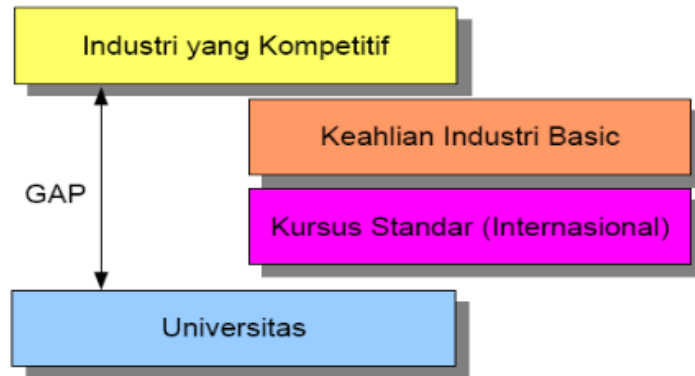 Industri yang Kompetitif
Keahlian Industri Basic
GAP
Kursus Standar (Internasional)
Universitas